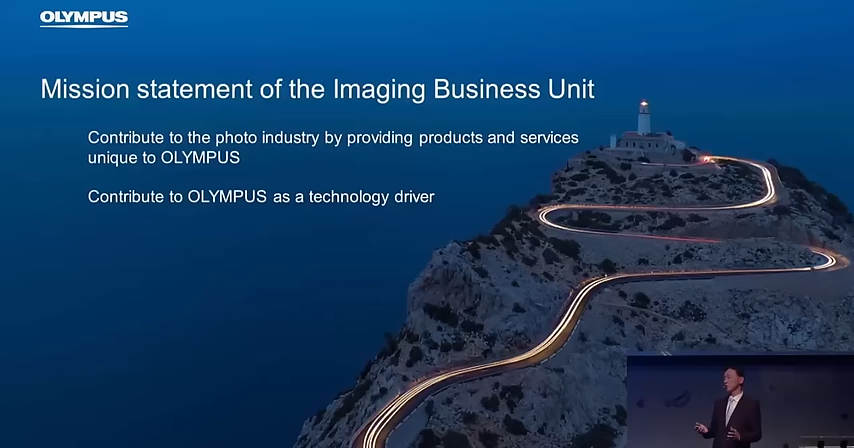 OLYMPUS
Mission statement of the Imaging Business Unit
Contribute to the photo industry by providing products and services
unique to OLYMPUS
Contribute to OLYMPUS as a technology driver